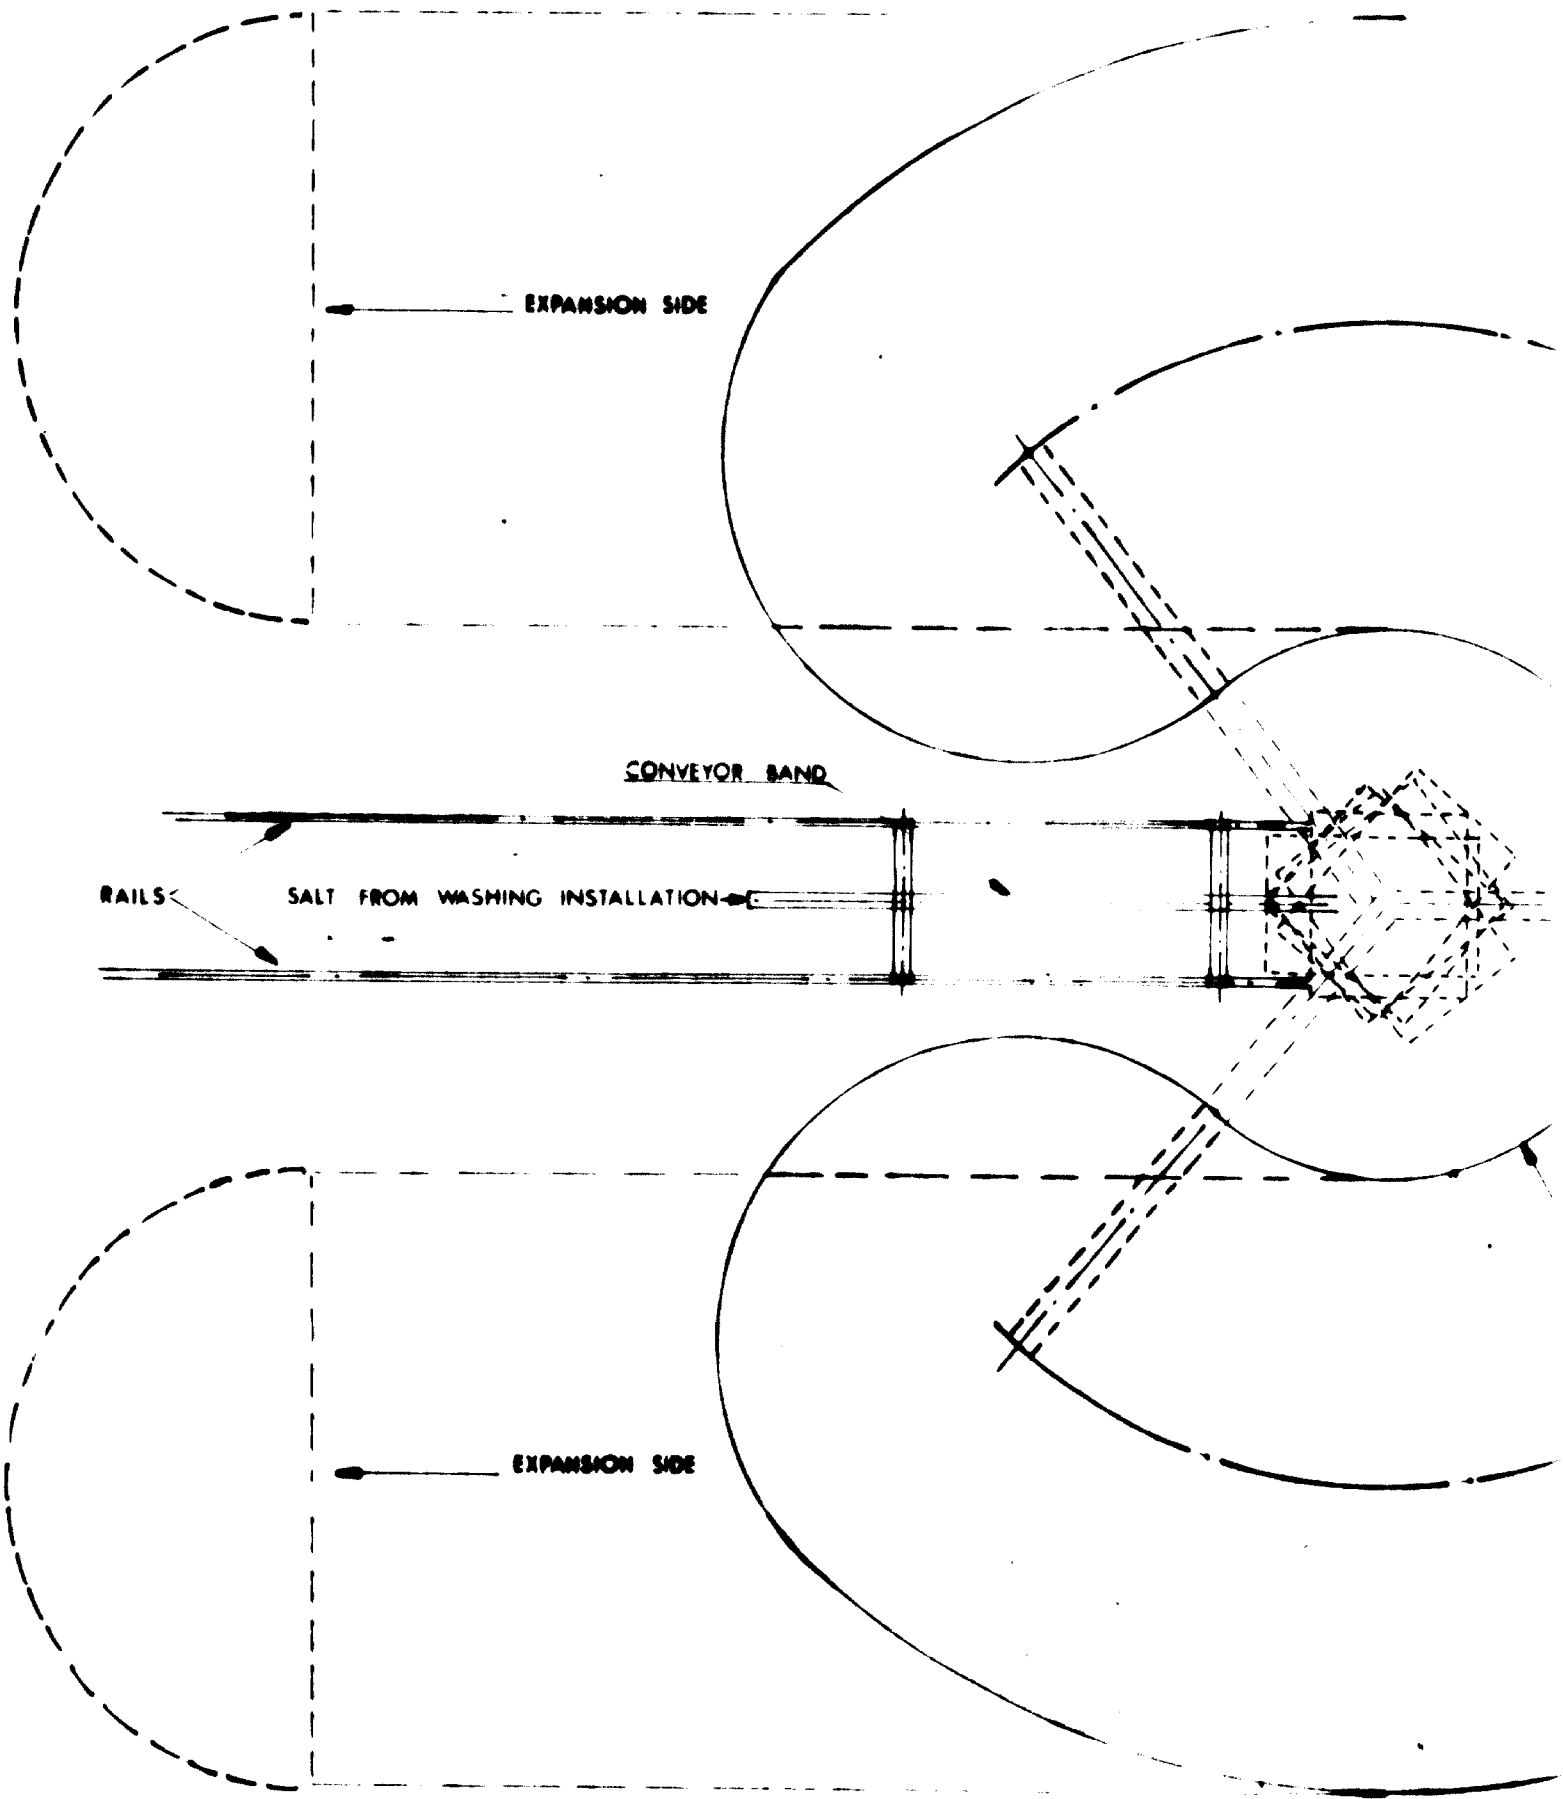 EXPANSION SIDE
CONVEYOR BAND
RAILS
SALT FROM WASHING INSTALLATION
EXPANSION SIDE